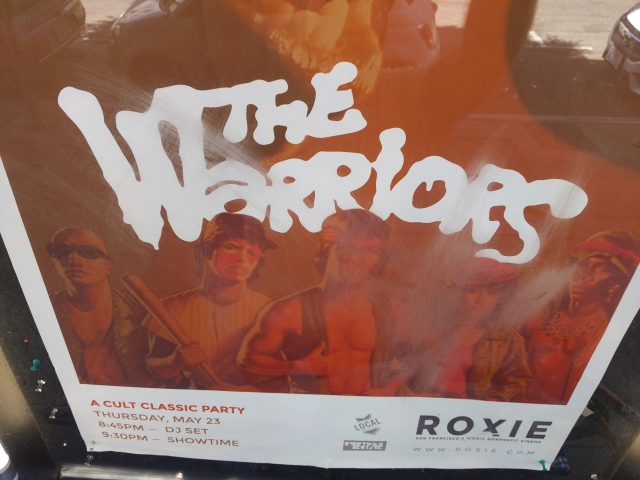 THE
WARRIORS
A CULT CLASSIC PARTY
THURSDAY, MAY 23
8:45PM — DJ SET
9:30PM — SHOWTIME
LOCAL
ROXIE
SAN FRANCISCO'S ICONIC NONPROFIT CINEMA
WWW.ROXIE.COM